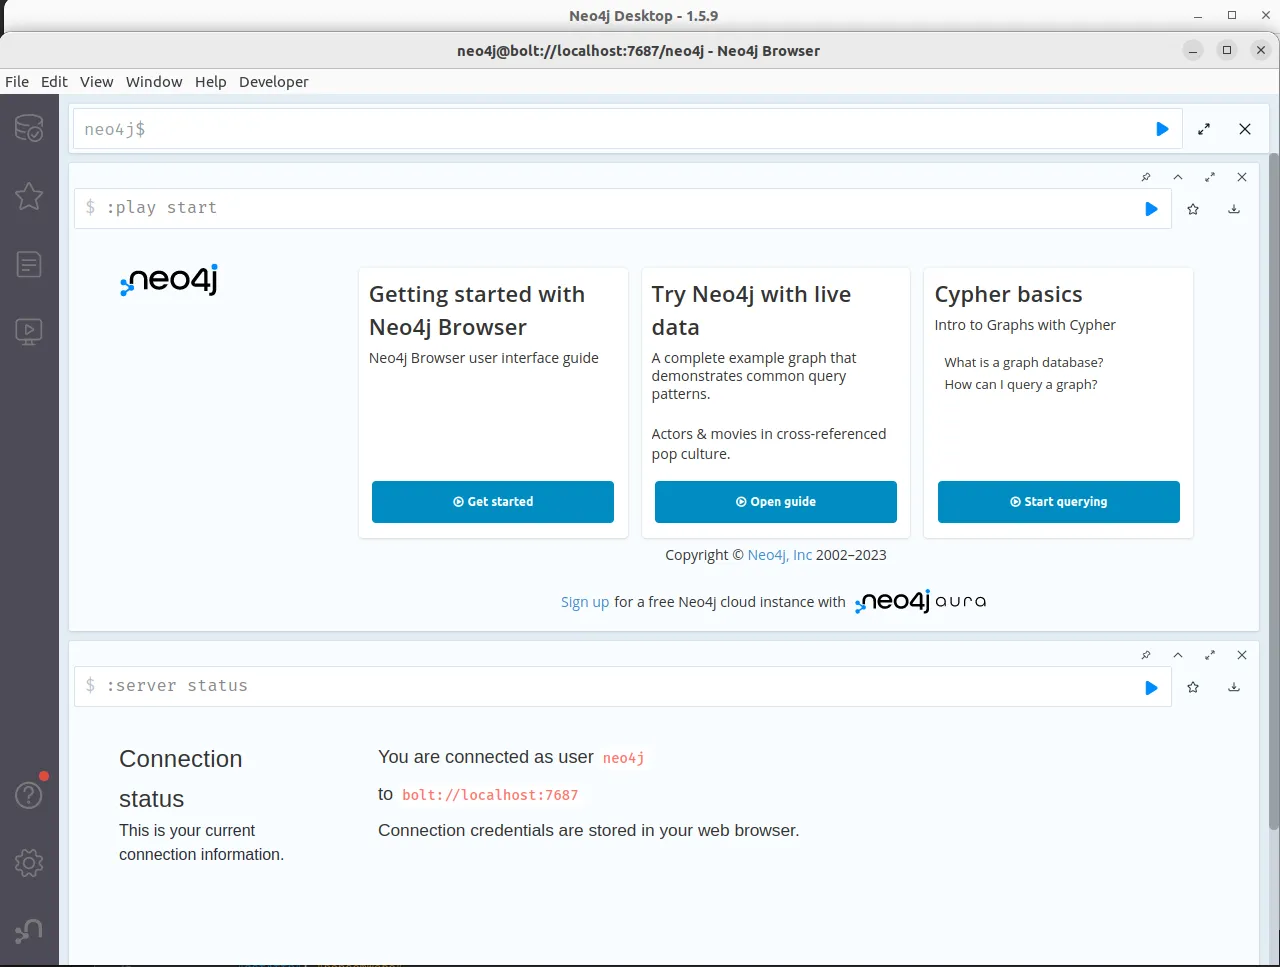 Neo4j Desktop - 1.5.9
neo4j@bolt://localhost:7687/neo4j - Neo4j Browser
File Edit View Window Help Developer
neo4j$
$ :play start
neo4j
Getting started with
Neo4j Browser
Neo4j Browser user interface guide
Get started
Try Neo4j with live
data
A complete example graph that
demonstrates common query
patterns.
Actors & movies in cross-referenced
pop culture.
Open guide
Cypher basics
Intro to Graphs with Cypher
What is a graph database?
How can I query a graph?
Start querying
Copyright © Neo4j, Inc 2002–2023
Sign up for a free Neo4j cloud instance with neo4j aura
$ :server status
Connection
status
This is your current
connection information.
You are connected as user neo4j
to bolt://localhost:7687
Connection credentials are stored in your web browser.